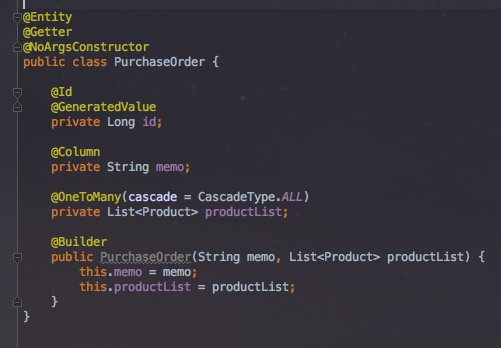 @Entity
@Getter
@NoArgsConstructor
public class PurchaseOrder {
@Id
@GeneratedValue
private Long id;
@Column
private String memo;
@OneToMany(cascade = CascadeType.ALL)
private List<Product> productList;
@Builder
public PurchaseOrder(String memo, List<Product> productList) {
this.memo = memo;
this.productList = productList;
}
}